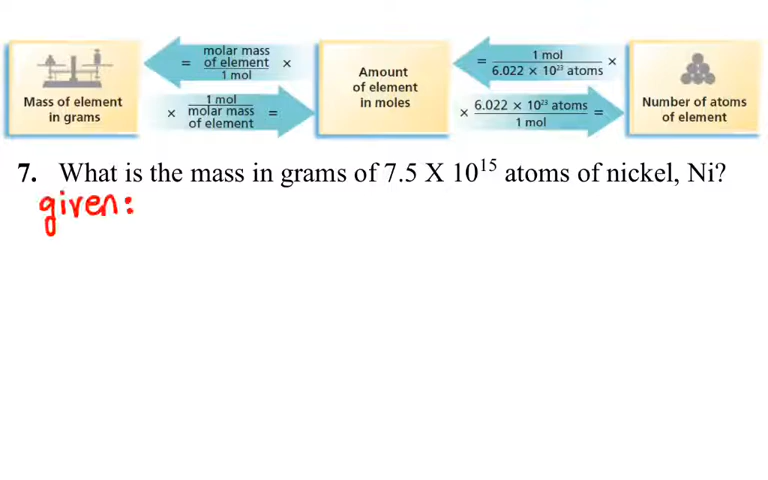 = molar mass of element / 1 mol ×
× 1 mol / molar mass of element =
Mass of element
in grams
Amount
of element
in moles
= 1 mol / 6.022 × 10²³ atoms ×
× 6.022 × 10²³ atoms / 1 mol =
Number of atoms
of element
7. What is the mass in grams of 7.5 X 10¹⁵ atoms of nickel, Ni?
given: